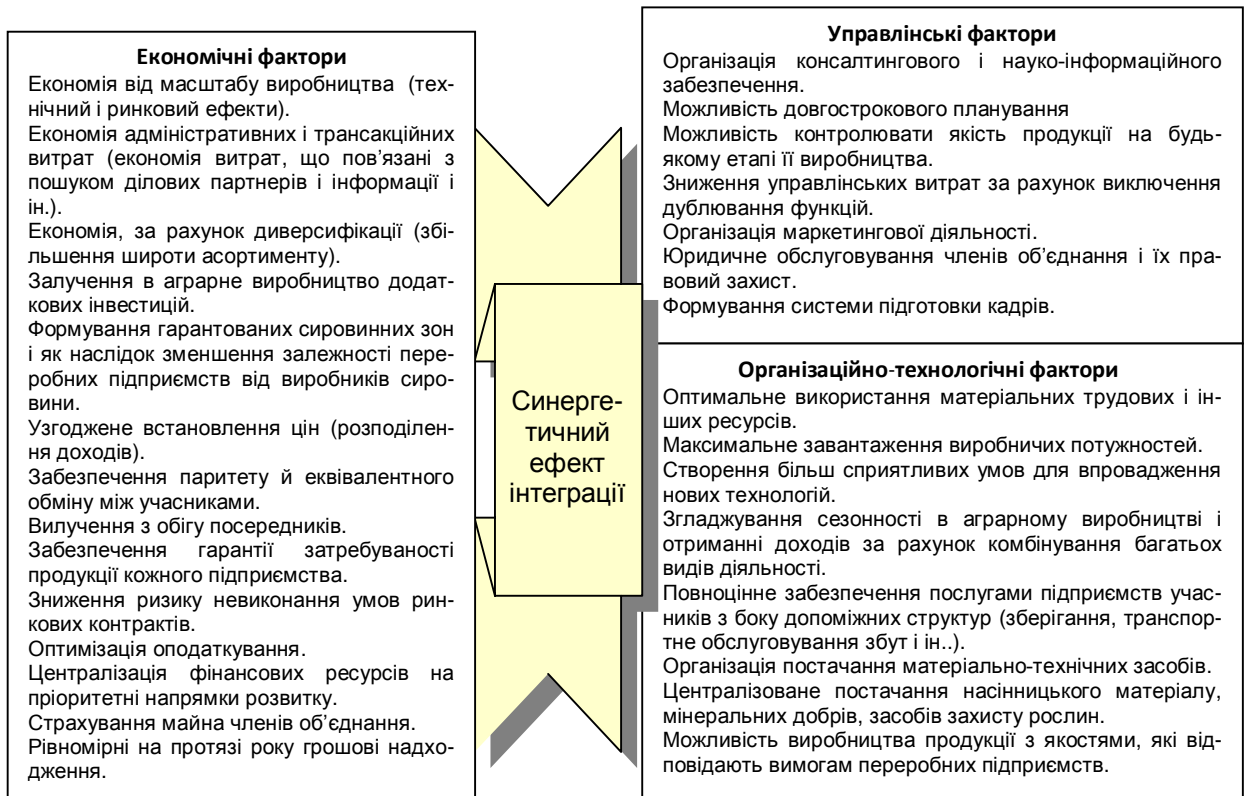 Економічні фактори
Економія від масштабу виробництва (тех-
нічний і ринковий ефекти).
Економія адміністративних і трансакційних
витрат (економія витрат, що пов’язані з
пошуком ділових партнерів і інформації і
ін.).
Економія, за рахунок диверсифікації (збі-
льшення широти асортименту).
Залучення в аграрне виробництво додат-
кових інвестицій.
Формування гарантованих сировинних зон
і як наслідок зменшення залежності пере-
робних підприємств від виробників сиро-
вини.
Узгоджене встановлення цін (розподілен-
ня доходів).
Забезпечення паритету й еквівалентного
обміну між учасниками.
Вилучення з обігу посередників.
Забезпечення гарантії затребуваності
продукції кожного підприємства.
Зниження ризику невиконання умов рин-
кових контрактів.
Оптимізація оподаткування.
Централізація фінансових ресурсів на
пріоритетні напрямки розвитку.
Страхування майна членів об’єднання.
Рівномірні на протязі року грошові надхо-
дження.
Синерге-
тичний
ефект
інтеграції
Управлінські фактори
Організація консалтингового і науко-інформаційного
забезпечення.
Можливість довгострокового планування
Можливість контролювати якість продукції на будь-
якому етапі її виробництва.
Зниження управлінських витрат за рахунок виключення
дублювання функцій.
Організація маркетингової діяльності.
Юридичне обслуговування членів об’єднання і їх пра-
вовий захист.
Формування системи підготовки кадрів.
Організаційно-технологічні фактори
Оптимальне використання матеріальних трудових і ін-
ших ресурсів.
Максимальне завантаження виробничих потужностей.
Створення більш сприятливих умов для впровадження
нових технологій.
Згладжування сезонності в аграрному виробництві і
отриманні доходів за рахунок комбінування багатьох
видів діяльності.
Повноцінне забезпечення послугами підприємств учас-
ників з боку допоміжних структур (зберігання, транспор-
тне обслуговування збут і ін..).
Організація постачання матеріально-технічних засобів.
Централізоване постачання насінницького матеріалу,
мінеральних добрів, засобів захисту рослин.
Можливість виробництва продукції з якостями, які від-
повідають вимогам переробних підприємств.